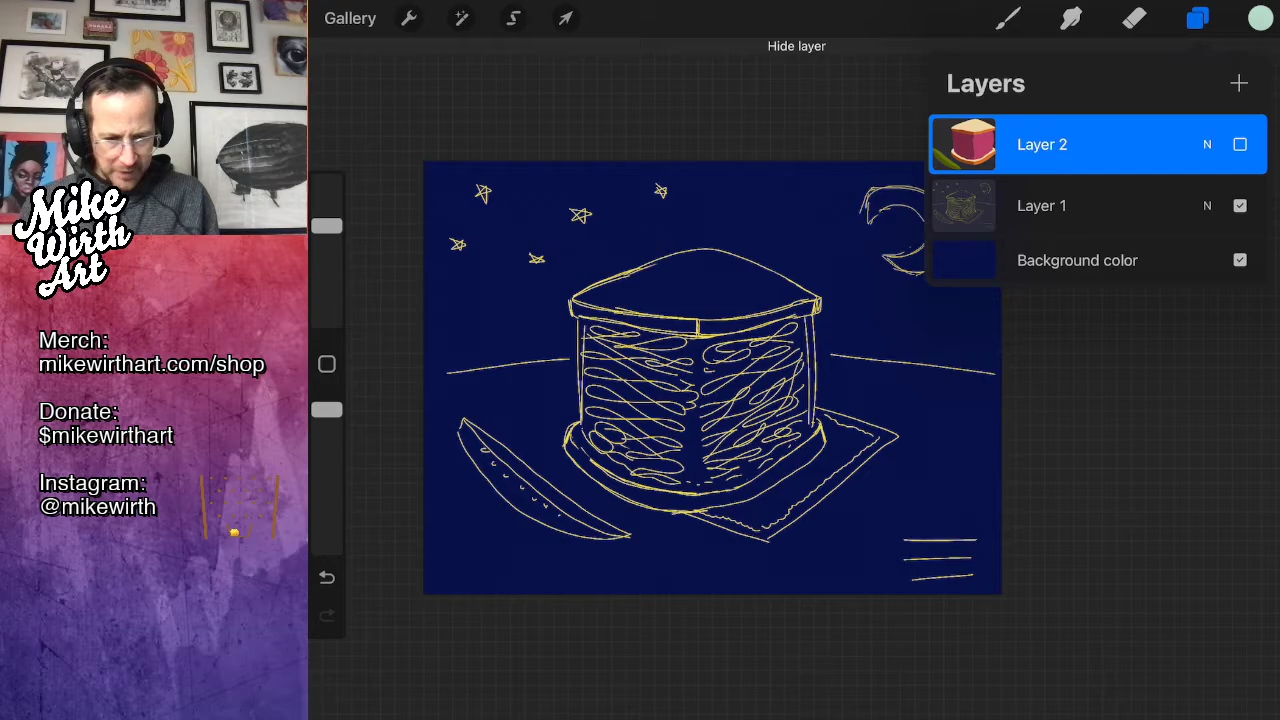 Gallery
Hide layer
Layers
Layer 2
N
Layer 1
N
Background color
Mike
Wirth
Art
Merch:
mikewirthart.com/shop
Donate:
$mikewirthart
Instagram:
@mikewirth